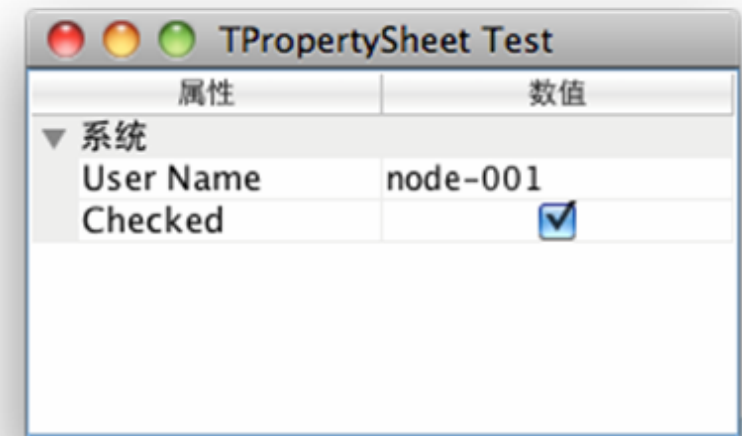 TPropertySheet Test
属性 数值
系统
User Name node-001
Checked